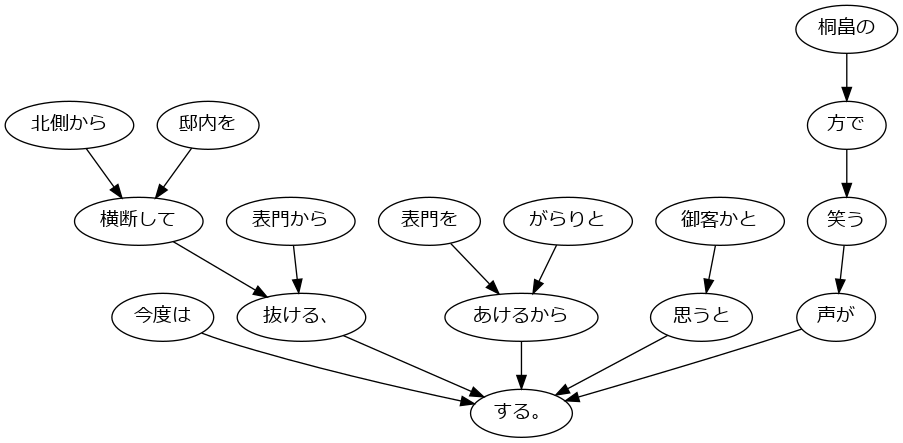 桐畠の
北側から
邸内を
方で
横断して
表門から
表門を
がらりと
御客かと
笑う
今度は
抜ける、
あけるから
思うと
声が
する。